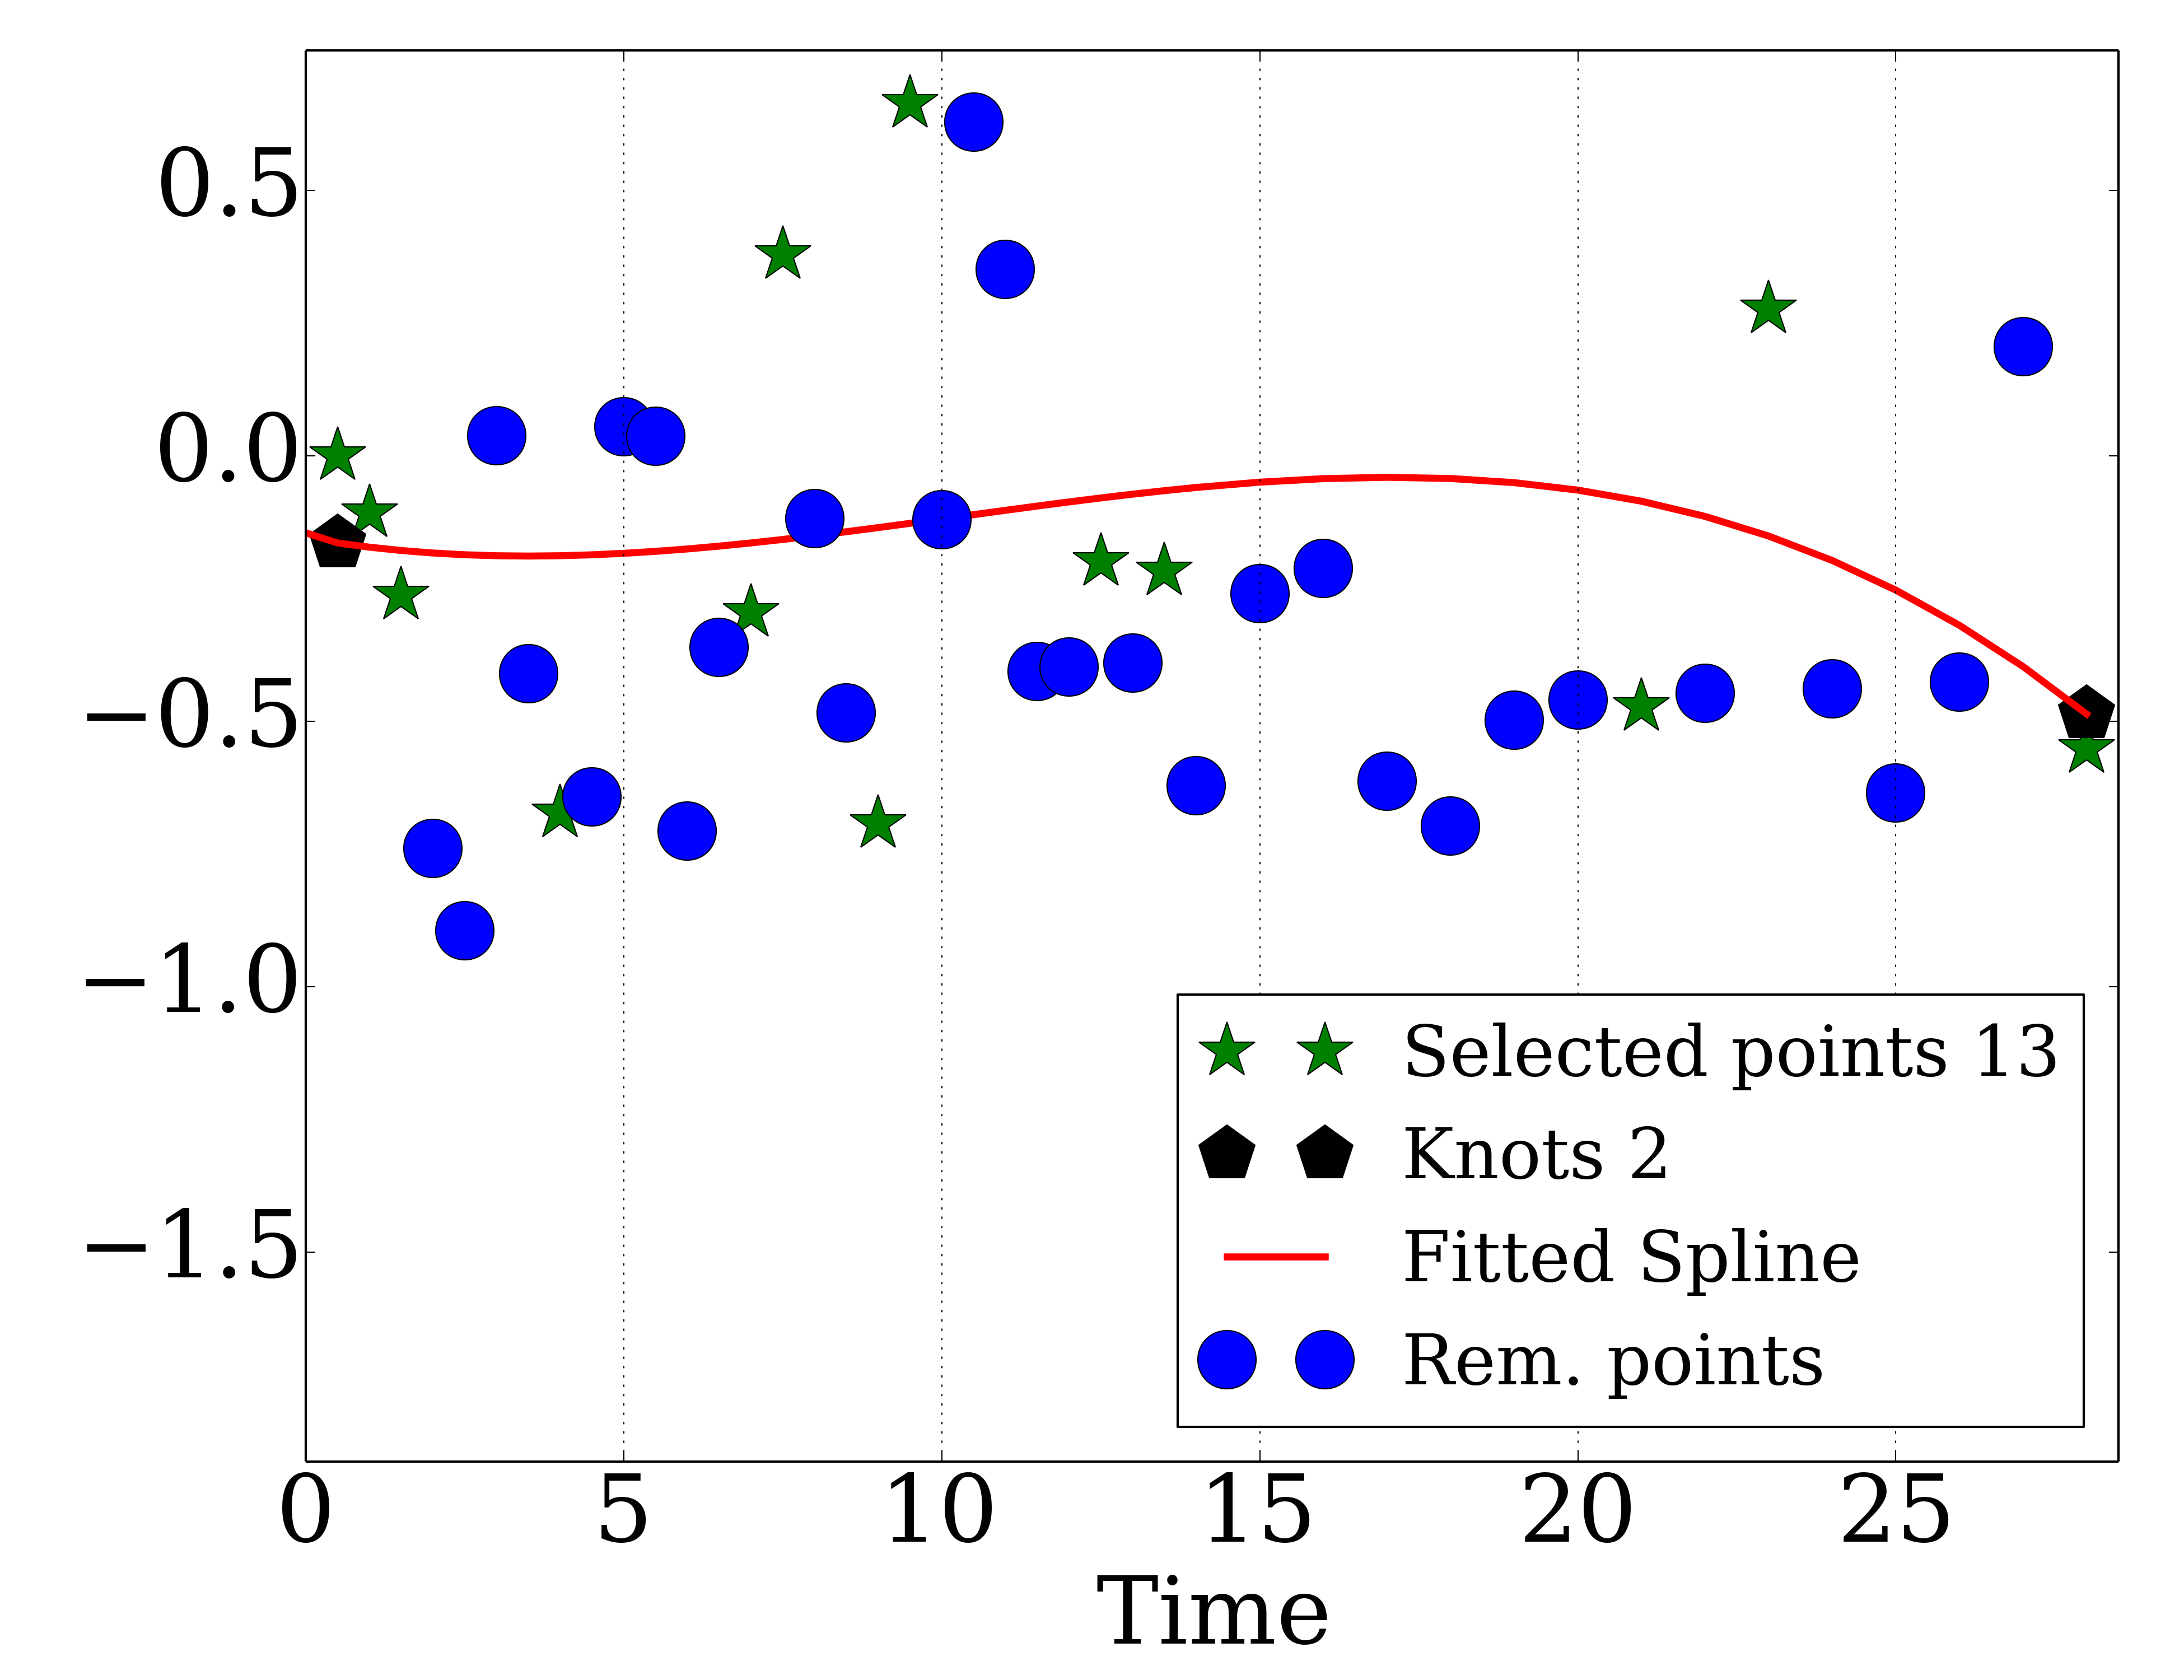 0.5
0.0
−0.5
−1.0
−1.5
Selected points 13
Knots 2
Fitted Spline
Rem. points
0 5 10 15 20 25
Time